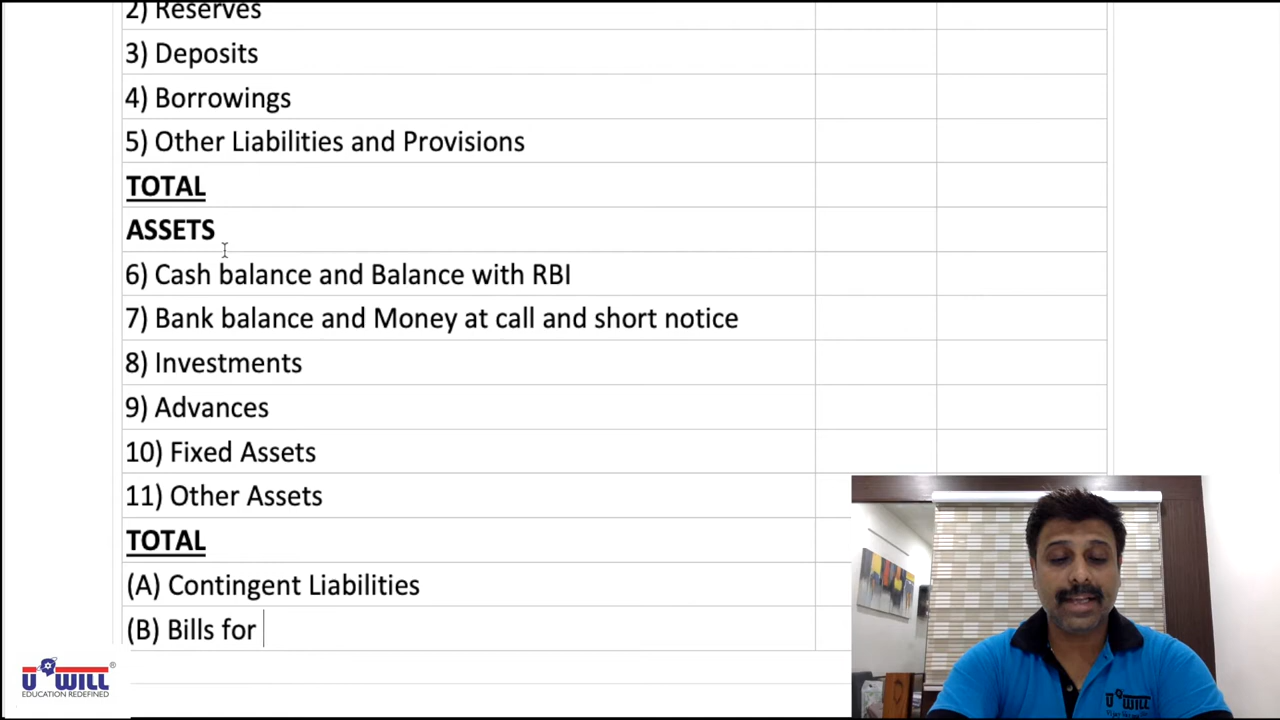 2) Reserves
3) Deposits
4) Borrowings
5) Other Liabilities and Provisions
TOTAL
ASSETS
6) Cash balance and Balance with RBI
7) Bank balance and Money at call and short notice
8) Investments
9) Advances
10) Fixed Assets
11) Other Assets
TOTAL
(A) Contingent Liabilities
(B) Bills for
U WILL
®
EDUCATION REDEFINED
U WILL